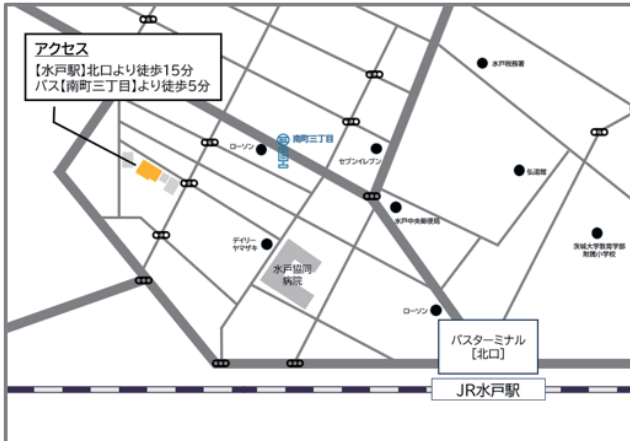 アクセス
【水戸駅】北口より徒歩15分
バス【南町三丁目】より徒歩5分
水戸税務署
南町三丁目
ローソン
セブンイレブン
弘道館
水戸中央郵便局
茨城大学教育学部
附属小学校
デイリー
ヤマザキ
水戸協同
病院
ローソン
バスターミナル
[北口]
JR水戸駅